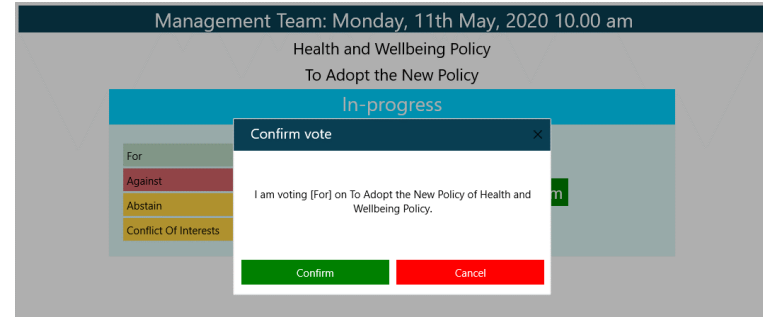 Management Team: Monday, 11th May, 2020 10.00 am
Health and Wellbeing Policy
To Adopt the New Policy
In-progress
Confirm vote
×
For
Against
Abstain
Conflict Of Interests
I am voting [For] on To Adopt the New Policy of Health and
Wellbeing Policy.
Confirm
Cancel